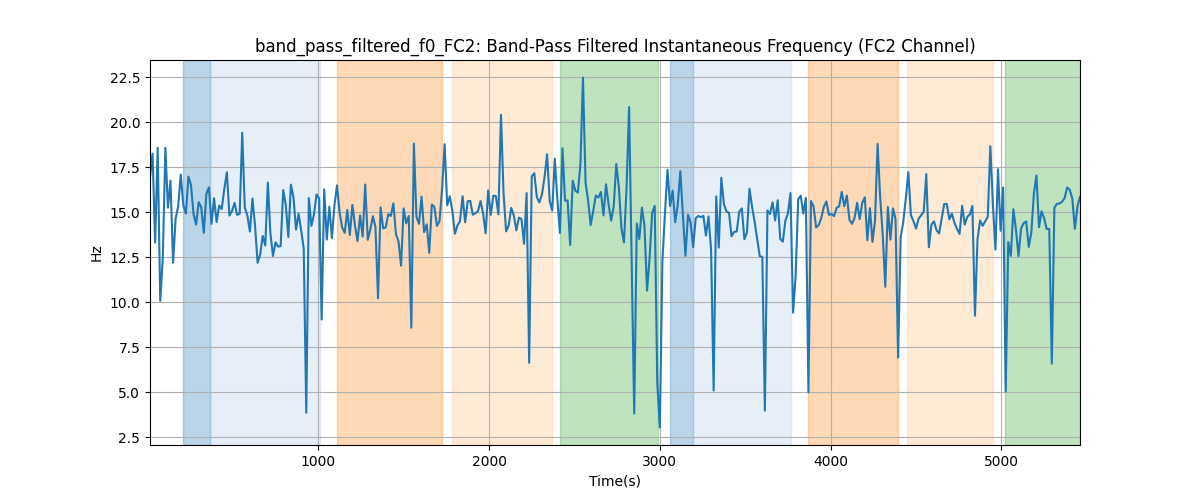 band_pass_filtered_f0_FC2: Band-Pass Filtered Instantaneous Frequency (FC2 Channel)
22.5
20.0
17.5
15.0
12.5
10.0
7.5
5.0
2.5
Hz
1000 2000 3000 4000 5000
Time(s)